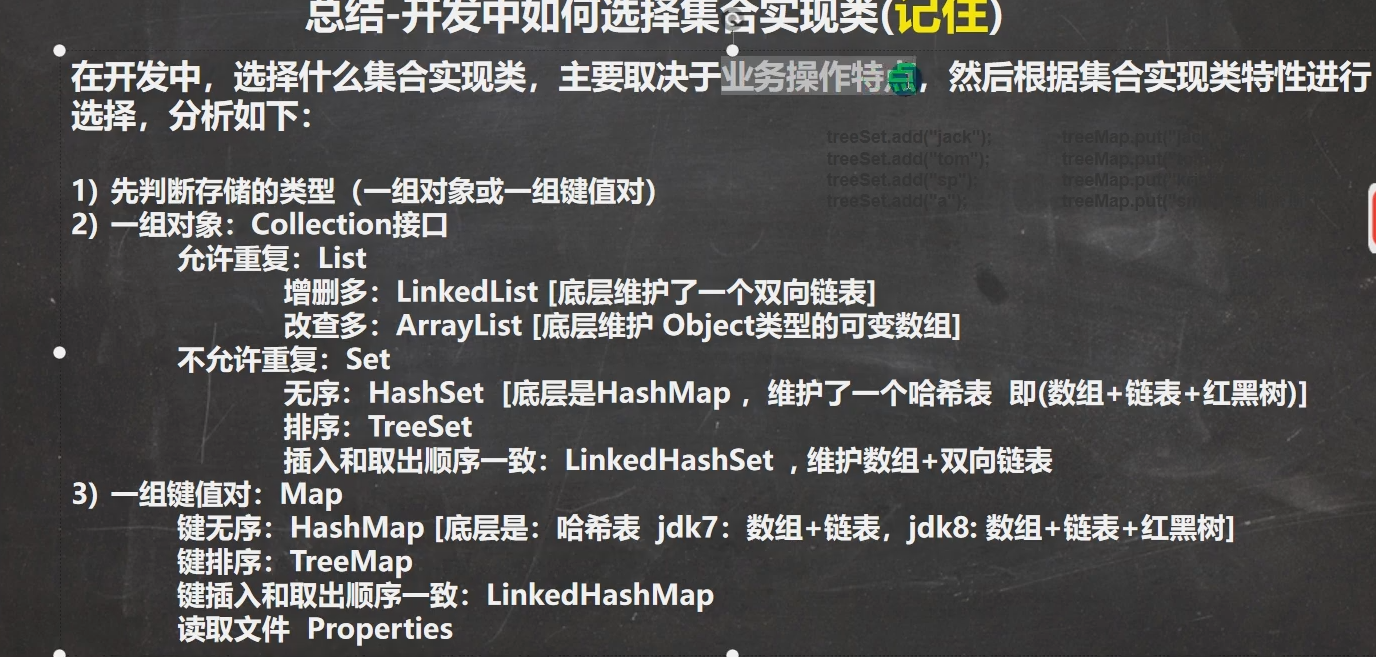 总结-开发中如何选择集合实现类(记住)
在开发中，选择什么集合实现类，主要取决于业务操作特点，然后根据集合实现类特性进行
选择，分析如下：
treeSet.add("jack");
treeSet.add("tom");
treeSet.add("sp");
treeSet.add("a");
treeMap.put("jack
treeMap.put("
treeMap.put("
treeMap.put("
1) 先判断存储的类型（一组对象或一组键值对）
2) 一组对象：Collection接口
允许重复：List
增删多：LinkedList [底层维护了一个双向链表]
改查多：ArrayList [底层维护 Object类型的可变数组]
不允许重复：Set
无序：HashSet [底层是HashMap ，维护了一个哈希表 即(数组+链表+红黑树)]
排序：TreeSet
插入和取出顺序一致：LinkedHashSet ，维护数组+双向链表
3) 一组键值对：Map
键无序：HashMap [底层是：哈希表 jdk7：数组+链表，jdk8: 数组+链表+红黑树]
键排序：TreeMap
键插入和取出顺序一致：LinkedHashMap
读取文件 Properties